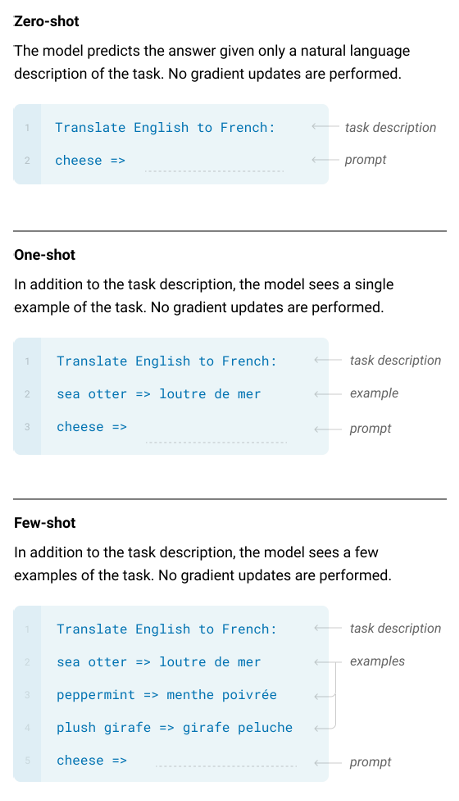 Zero-shot
The model predicts the answer given only a natural language
description of the task. No gradient updates are performed.
1 Translate English to French: task description
2 cheese => prompt
One-shot
In addition to the task description, the model sees a single
example of the task. No gradient updates are performed.
1 Translate English to French: task description
2 sea otter => loutre de mer example
3 cheese => prompt
Few-shot
In addition to the task description, the model sees a few
examples of the task. No gradient updates are performed.
1 Translate English to French: task description
2 sea otter => loutre de mer examples
3 peppermint => menthe poivrée
4 plush girafe => girafe peluche
5 cheese => prompt